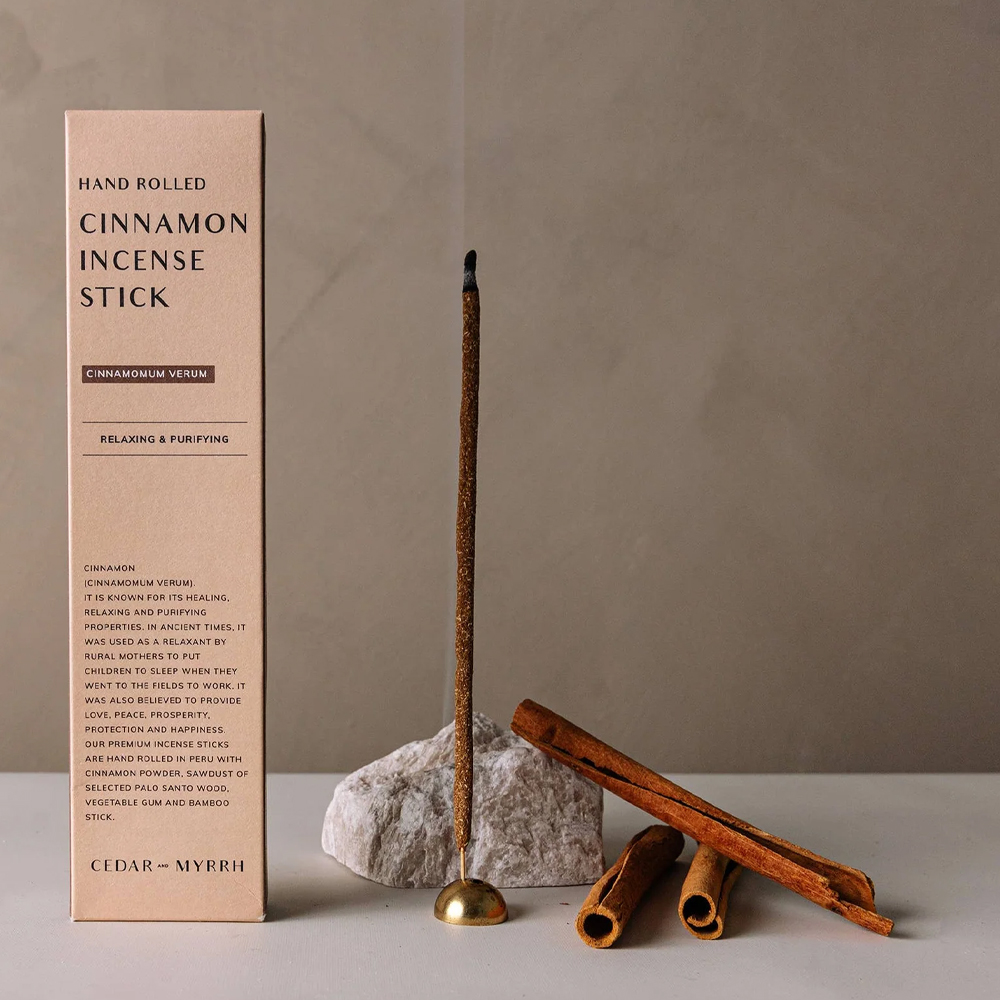 HAND ROLLED
CINNAMON
INCENSE
STICK
CINNAMOMUM VERUM
RELAXING & PURIFYING
CINNAMON
(CINNAMOMUM VERUM).
IT IS KNOWN FOR ITS HEALING,
RELAXING AND PURIFYING
PROPERTIES. IN ANCIENT TIMES, IT
WAS USED AS A RELAXANT BY
RURAL MOTHERS TO PUT
CHILDREN TO SLEEP WHEN THEY
WENT TO THE FIELDS TO WORK. IT
WAS ALSO BELIEVED TO PROVIDE
LOVE, PEACE, PROSPERITY,
PROTECTION AND HAPPINESS.
OUR PREMIUM INCENSE STICKS
ARE HAND ROLLED IN PERU WITH
CINNAMON POWDER, SAWDUST OF
SELECTED PALO SANTO WOOD,
VEGETABLE GUM AND BAMBOO
STICK.
CEDAR AND MYRRH